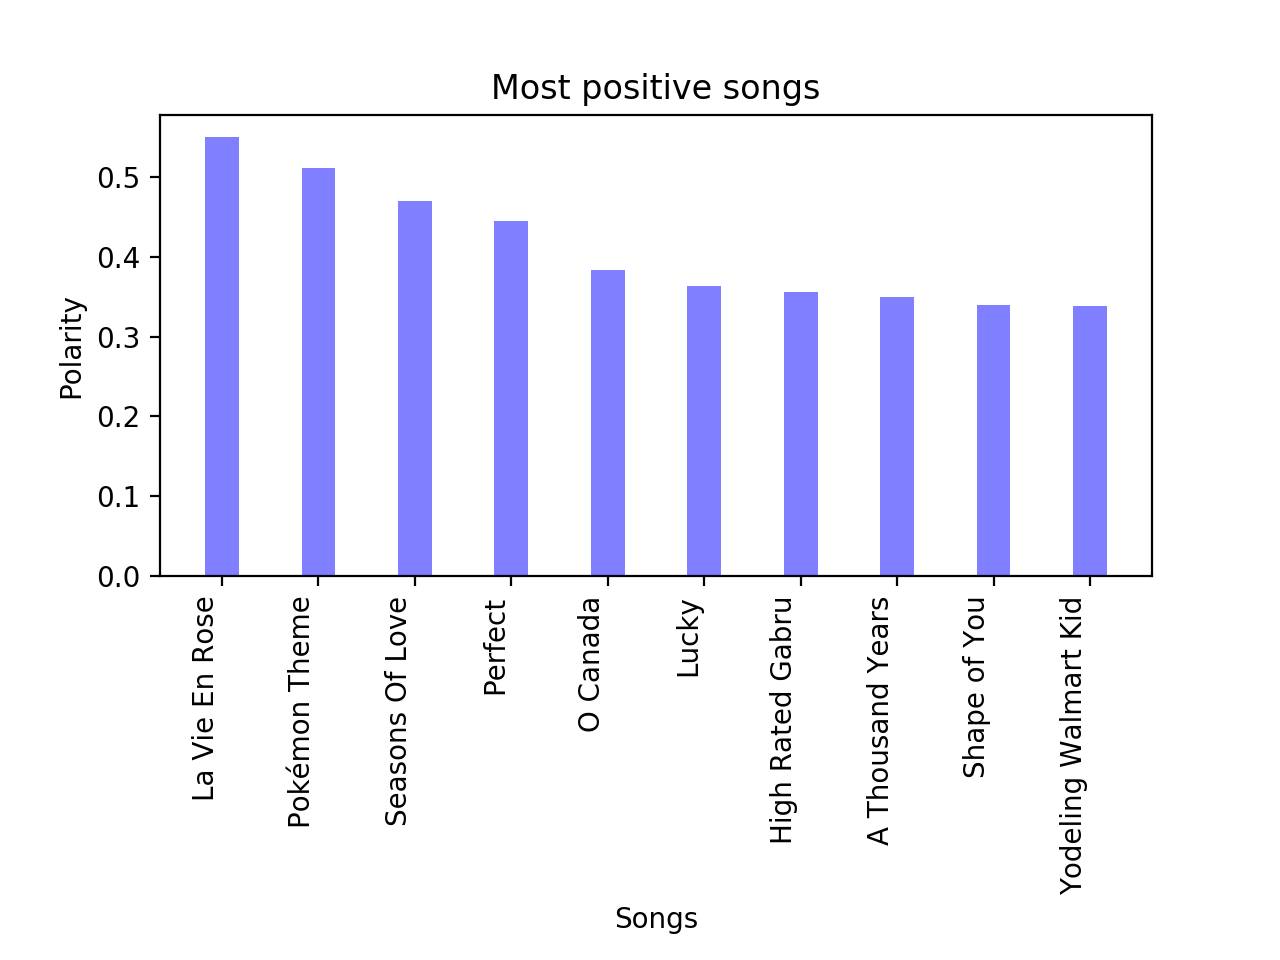 Most positive songs
Polarity
0.5
0.4
0.3
0.2
0.1
0.0
La Vie En Rose
Pokémon Theme
Seasons Of Love
Perfect
O Canada
Lucky
High Rated Gabru
A Thousand Years
Shape of You
Yodeling Walmart Kid
Songs